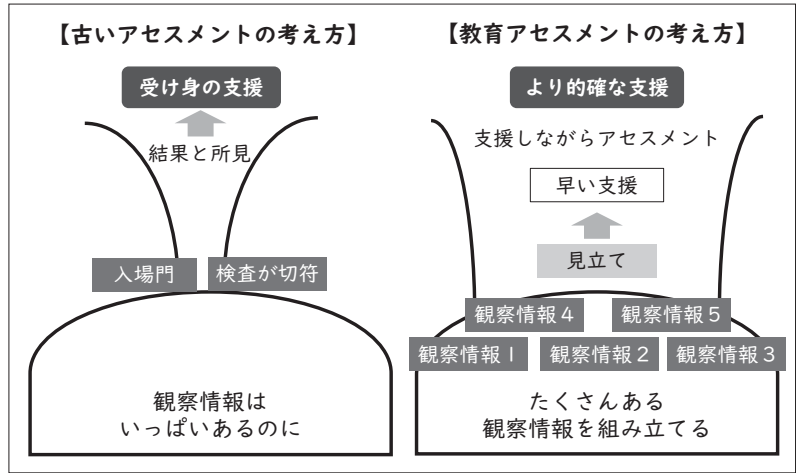 【古いアセスメントの考え方】
受け身の支援
結果と所見
入場門
検査が切符
観察情報は
いっぱいあるのに
【教育アセスメントの考え方】
より的確な支援
支援しながらアセスメント
早い支援
見立て
観察情報4
観察情報5
観察情報1
観察情報2
観察情報3
たくさんある
観察情報を組み立てる